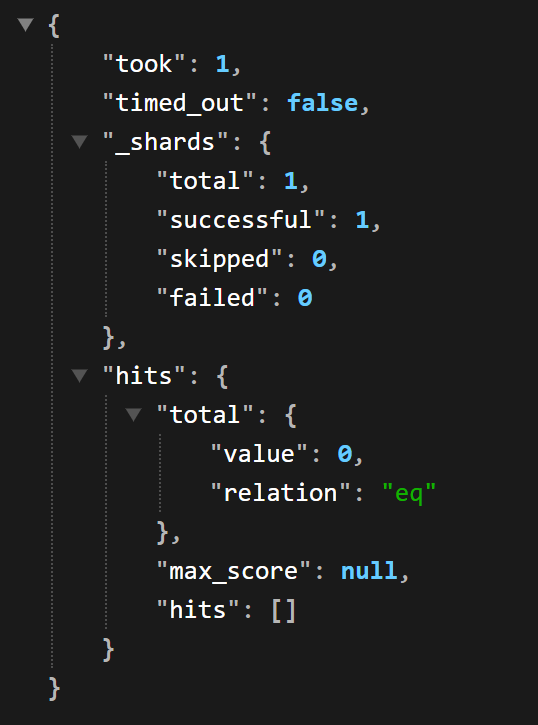 {
"took": 1,
"timed_out": false,
"_shards": {
"total": 1,
"successful": 1,
"skipped": 0,
"failed": 0
},
"hits": {
"total": {
"value": 0,
"relation": "eq"
},
"max_score": null,
"hits": []
}
}